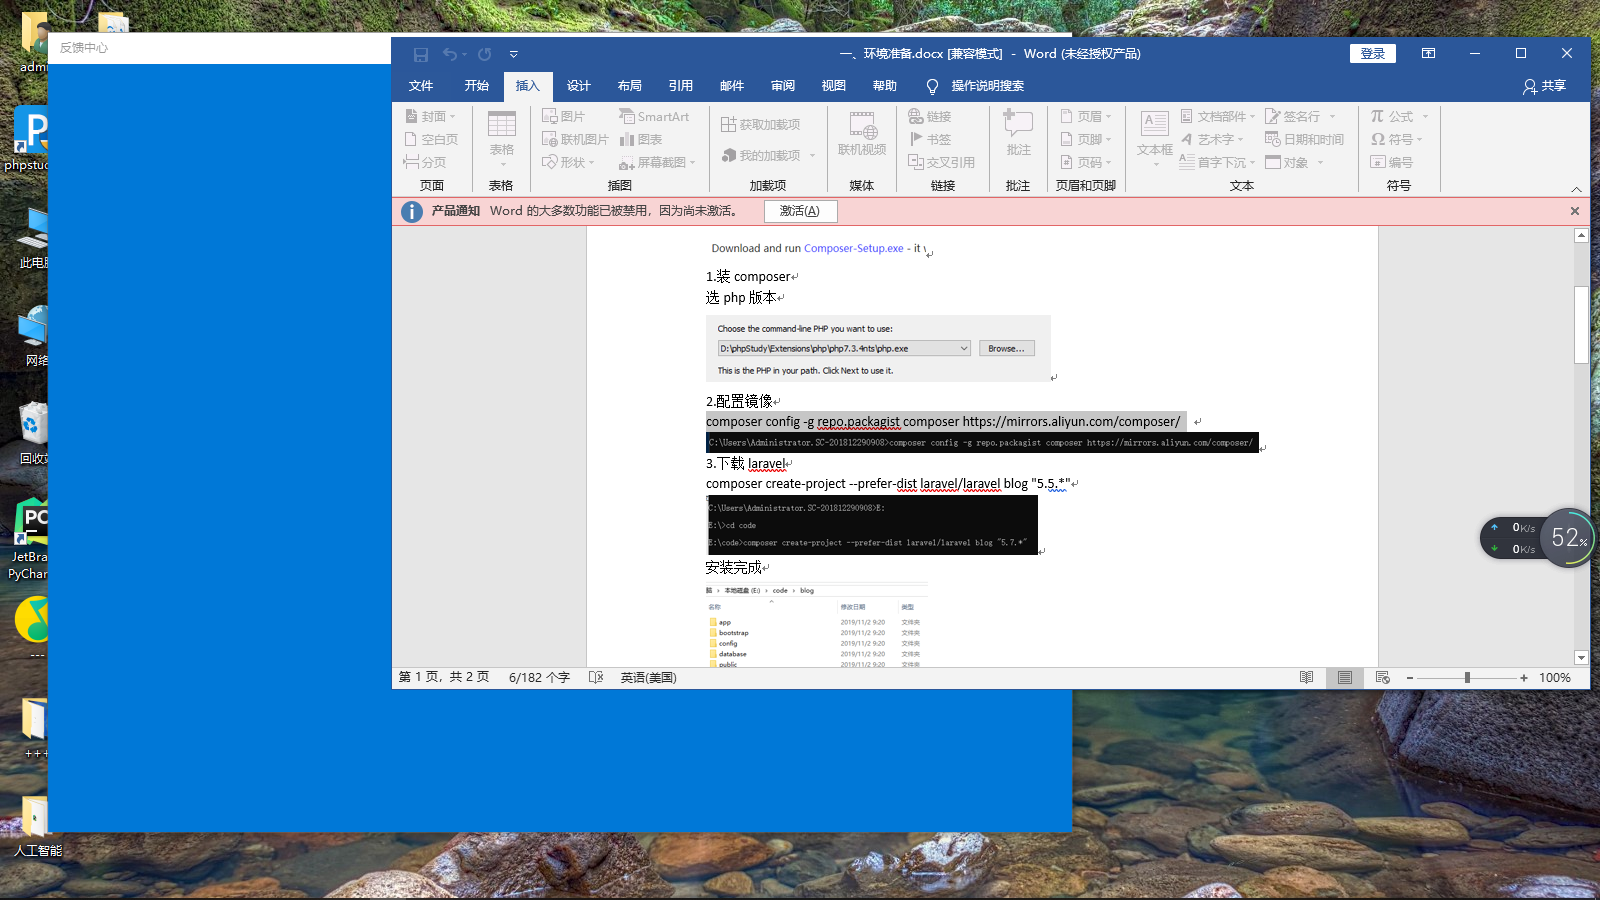 反馈中心
一、环境准备.docx [兼容模式] - Word (未经授权产品)
登录
文件 开始 插入 设计 布局 引用 邮件 审阅 视图 帮助 操作说明搜索 共享
封面
空白页
分页
页面
表格
表格
图片 SmartArt
联机图片 图表
形状 屏幕截图
插图
获取加载项
我的加载项
加载项
联机视频
媒体
链接
书签
交叉引用
链接
批注
批注
页眉
页脚
页码
页眉和页脚
文本框
文档部件 签名行
艺术字 日期和时间
首字下沉 对象
文本
公式
符号
编号
符号
产品通知 Word 的大多数功能已被禁用，因为尚未激活。 激活(A)
Download and run Composer-Setup.exe - it
1.装 composer
选 php 版本
Choose the command-line PHP you want to use:
D:\phpStudy\Extensions\php\php7.3.4nts\php.exe Browse...
This is the PHP in your path. Click Next to use it.
2.配置镜像
composer config -g repo.packagist composer https://mirrors.aliyun.com/composer/
C:\Users\Administrator.SC-201812290908>composer config -g repo.packagist composer https://mirrors.aliyun.com/composer/
3.下载 laravel
composer create-project --prefer-dist laravel/laravel blog "5.5.*"
C:\Users\Administrator.SC-201812290908>E:
E:\>cd code
E:\code>composer create-project --prefer-dist laravel/laravel blog "5.7.*"
安装完成
脑 › 本地磁盘 (E:) › code › blog
名称 修改日期 类型
app 2019/11/2 9:20 文件夹
bootstrap 2019/11/2 9:20 文件夹
config 2019/11/2 9:20 文件夹
database 2019/11/2 9:20 文件夹
public 2019/11/2 9:20 文件夹
第 1 页，共 2 页 6/182 个字 英语(美国) 100%
0K/s
0K/s
52%
此电
网络
回收
PC
JetBra
PyChar
---
+++
人工智能